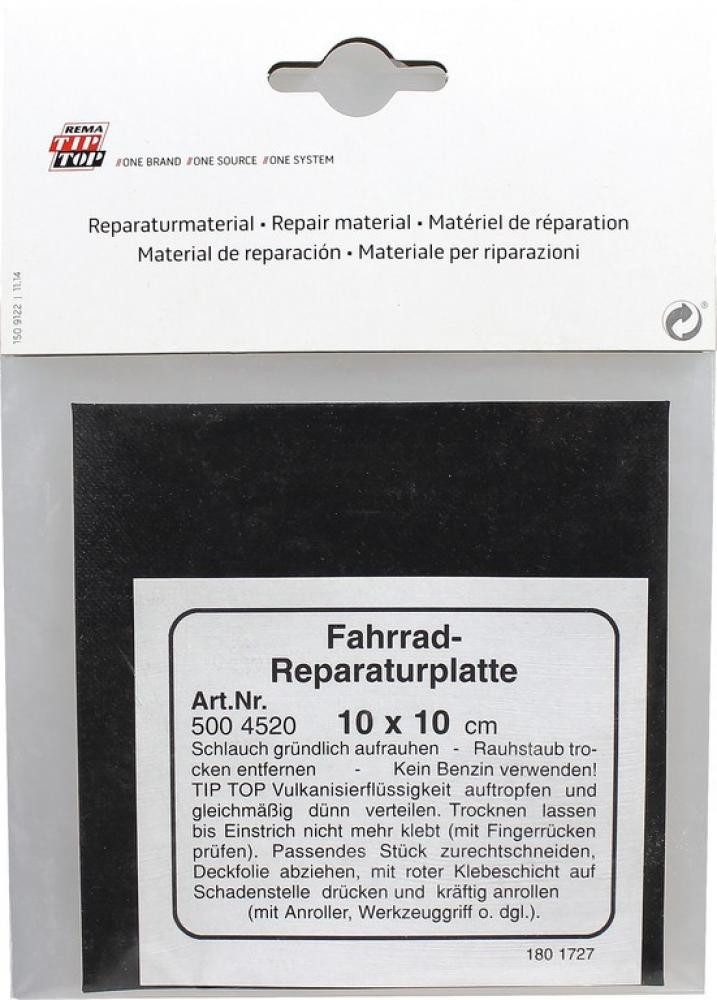 REMA
TIP
TOP
//ONE BRAND //ONE SOURCE //ONE SYSTEM
Reparaturmaterial • Repair material • Matériel de réparation
Material de reparación • Materiale per riparazioni
150 9122 | 11.14
®
Fahrrad-
Reparaturplatte
Art.Nr.
500 4520 10 x 10 cm
Schlauch gründlich aufrauhen - Rauhstaub tro-
cken entfernen - Kein Benzin verwenden!
TIP TOP Vulkanisierflüssigkeit auftropfen und
gleichmäßig dünn verteilen. Trocknen lassen
bis Einstrich nicht mehr klebt (mit Fingerrücken
prüfen). Passendes Stück zurechtschneiden,
Deckfolie abziehen, mit roter Klebeschicht auf
Schadenstelle drücken und kräftig anrollen
(mit Anroller, Werkzeuggriff o. dgl.).
180 1727